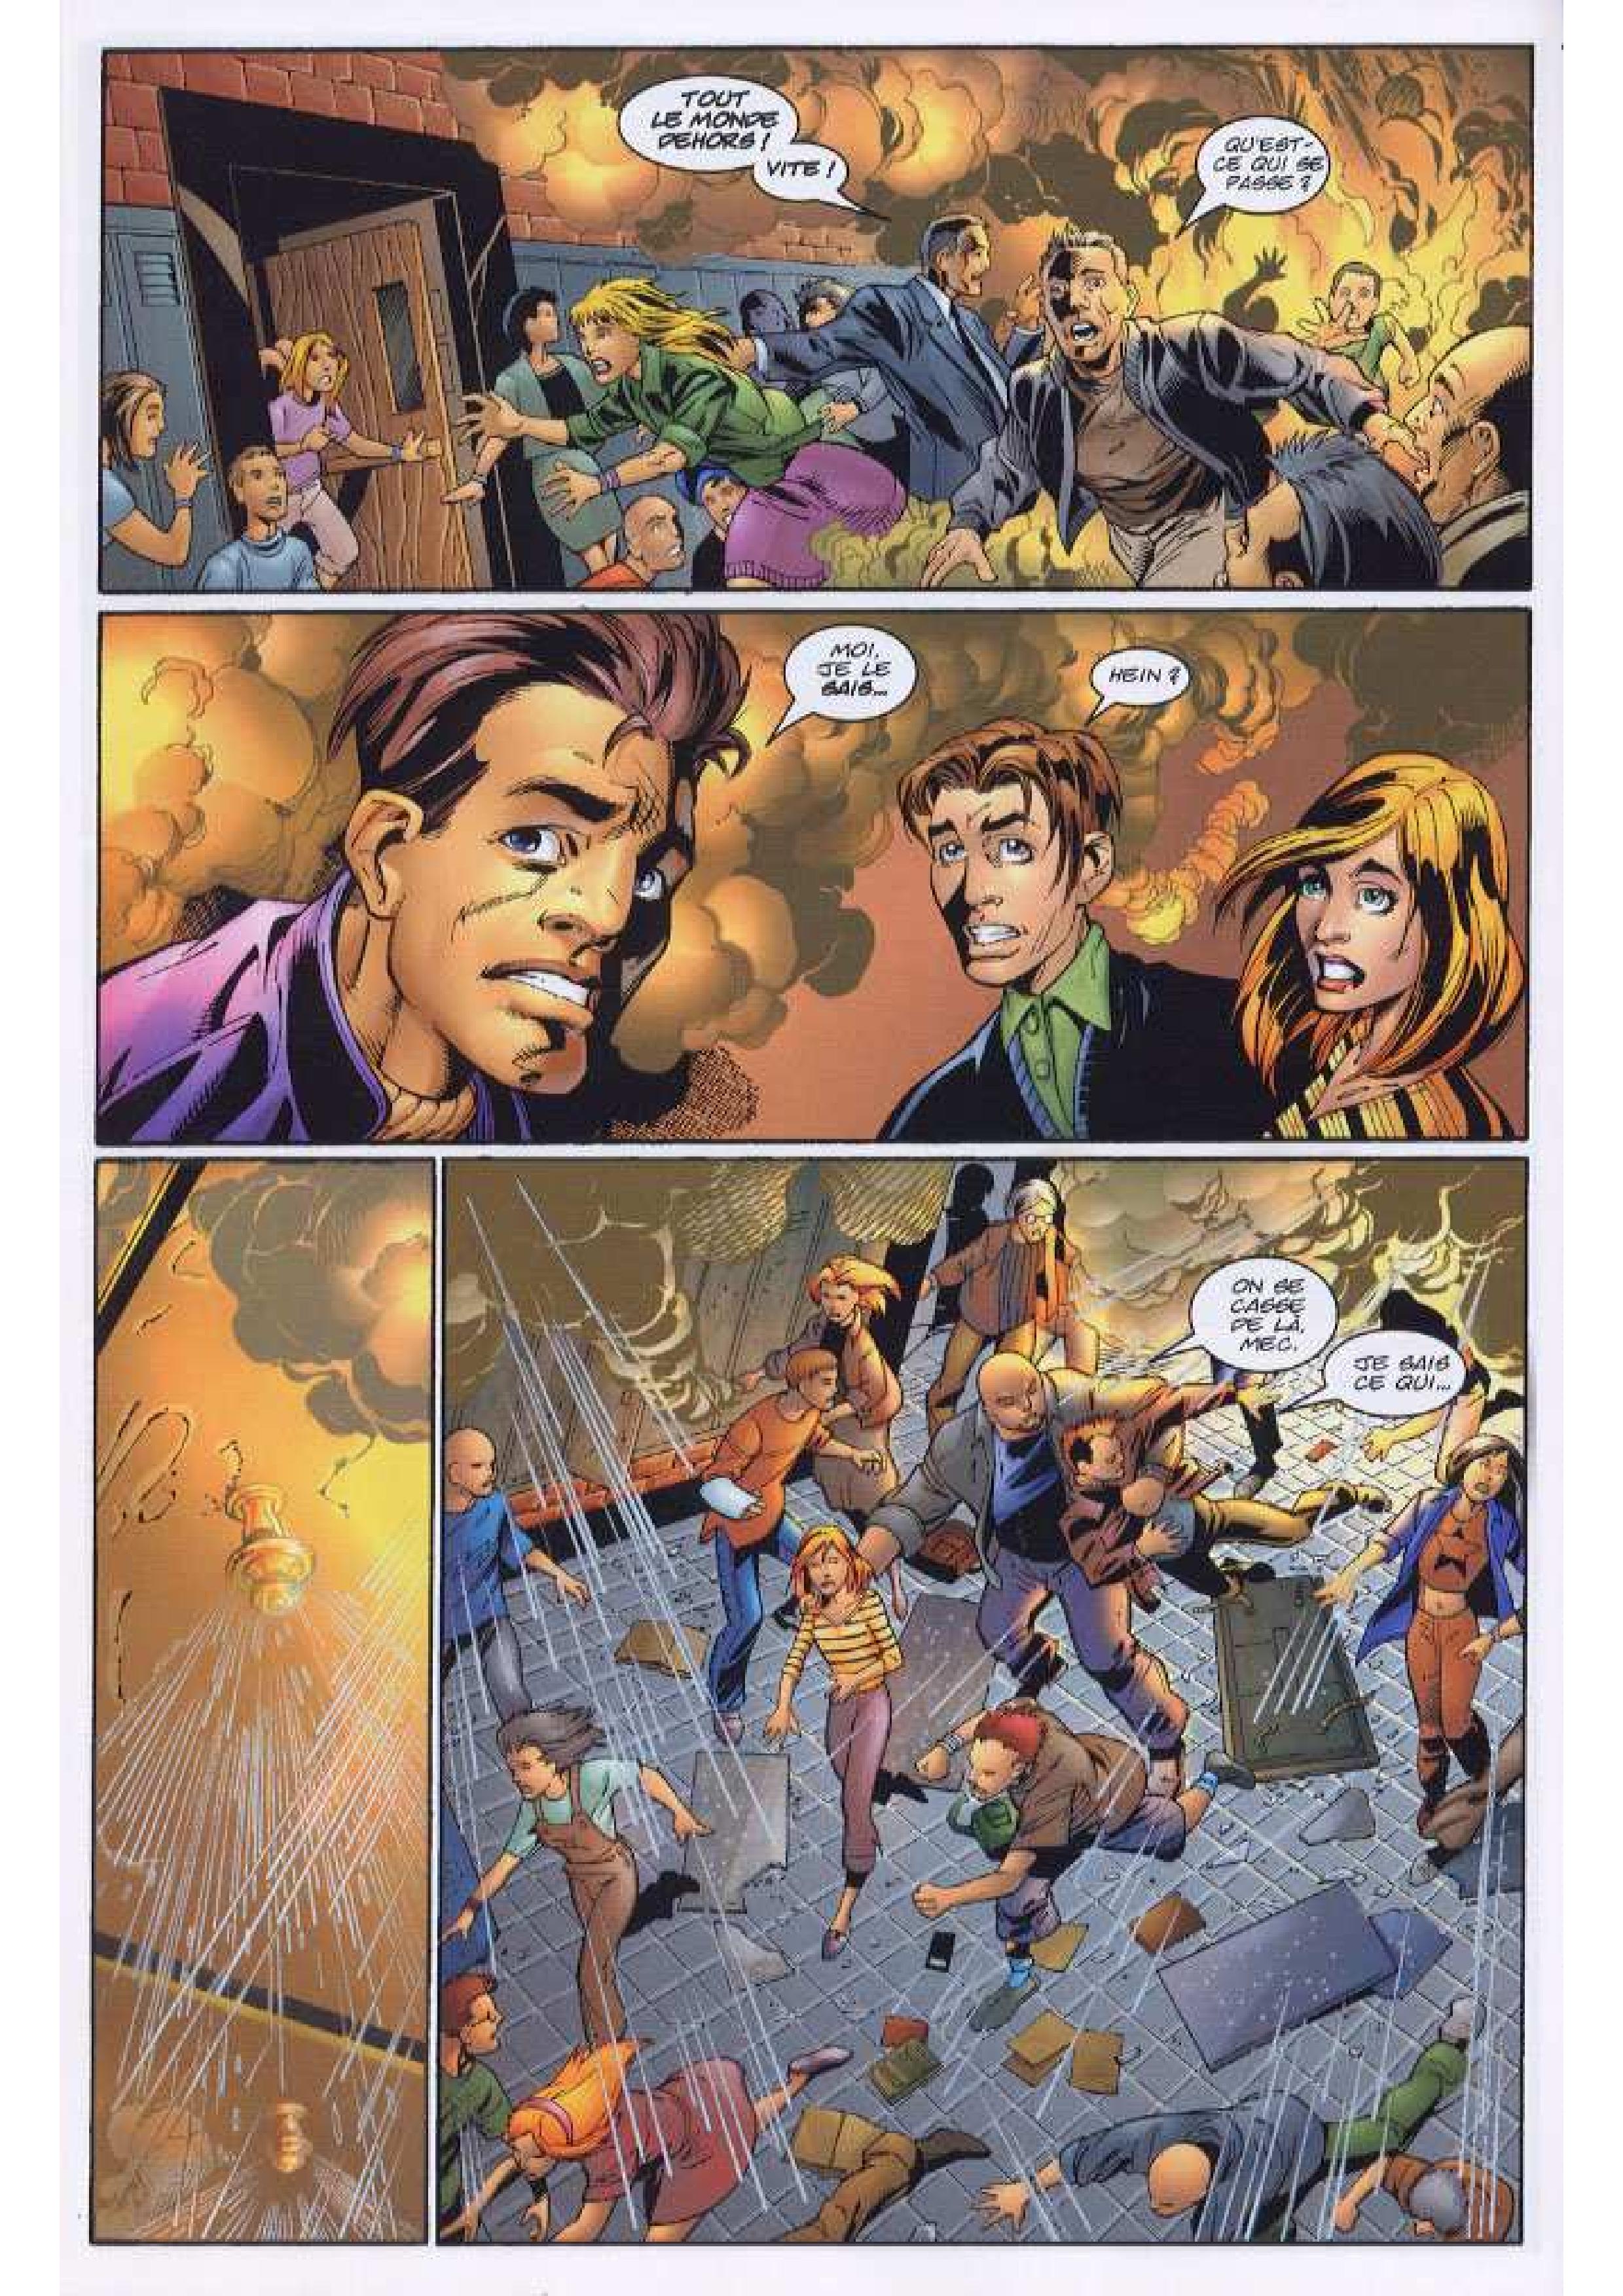 TOUT
LE MONDE
DEHORS !
VITE !
QU'EST-
CE QUI SE
PASSE ?
MOI,
JE LE
SAIS...
HEIN ?
ON SE
CASSE
DE LÀ,
MEC.
JE SAIS
CE QUI...